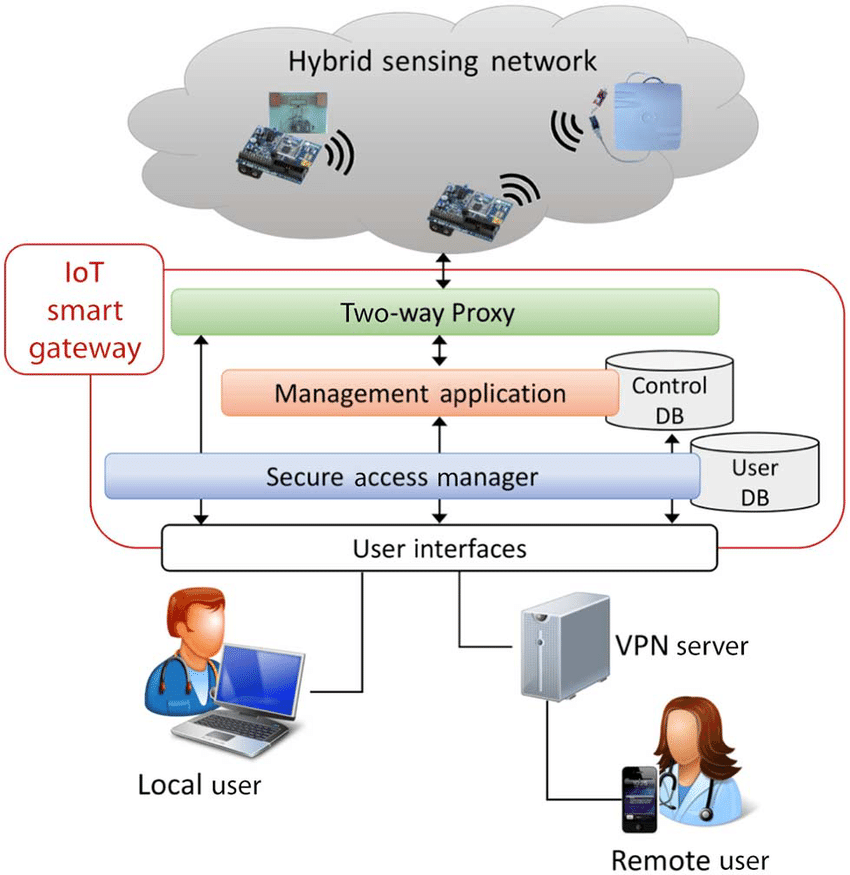 Hybrid sensing network
IoT
smart
gateway
Two-way Proxy
Management application
Control
DB
Secure access manager
User
DB
User interfaces
VPN server
Local user
Remote user